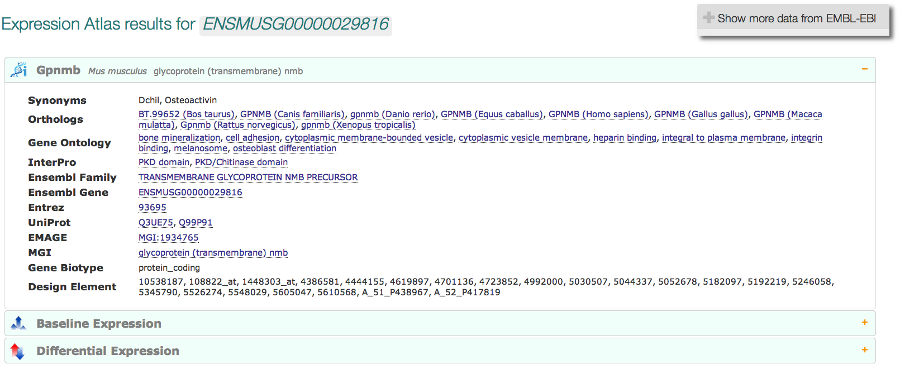 Expression Atlas results for ENSMUSG00000029816
Show more data from EMBL-EBI
Gpnmb Mus musculus glycoprotein (transmembrane) nmb
Synonyms Dchil, Osteoactivin
Orthologs BT.99652 (Bos taurus), GPNMB (Canis familiaris), gpnmb (Danio rerio), GPNMB (Equus caballus), GPNMB (Homo sapiens), GPNMB (Gallus gallus), GPNMB (Macaca
mulatta), Gpnmb (Rattus norvegicus), gpnmb (Xenopus tropicalis)
Gene Ontology bone mineralization, cell adhesion, cytoplasmic membrane-bounded vesicle, cytoplasmic vesicle membrane, heparin binding, integral to plasma membrane, integrin
binding, melanosome, osteoblast differentiation
InterPro PKD domain, PKD/Chitinase domain
Ensembl Family TRANSMEMBRANE GLYCOPROTEIN NMB PRECURSOR
Ensembl Gene ENSMUSG00000029816
Entrez 93695
UniProt Q3UE75, Q99P91
EMAGE MGI:1934765
MGI glycoprotein (transmembrane) nmb
Gene Biotype protein_coding
Design Element 10538187, 108822_at, 1448303_at, 4386581, 4444155, 4619897, 4701136, 4723852, 4992000, 5030507, 5044337, 5052678, 5182097, 5192219, 5246058,
5345790, 5526274, 5548029, 5605047, 5610568, A_51_P438967, A_52_P417819
Baseline Expression
Differential Expression